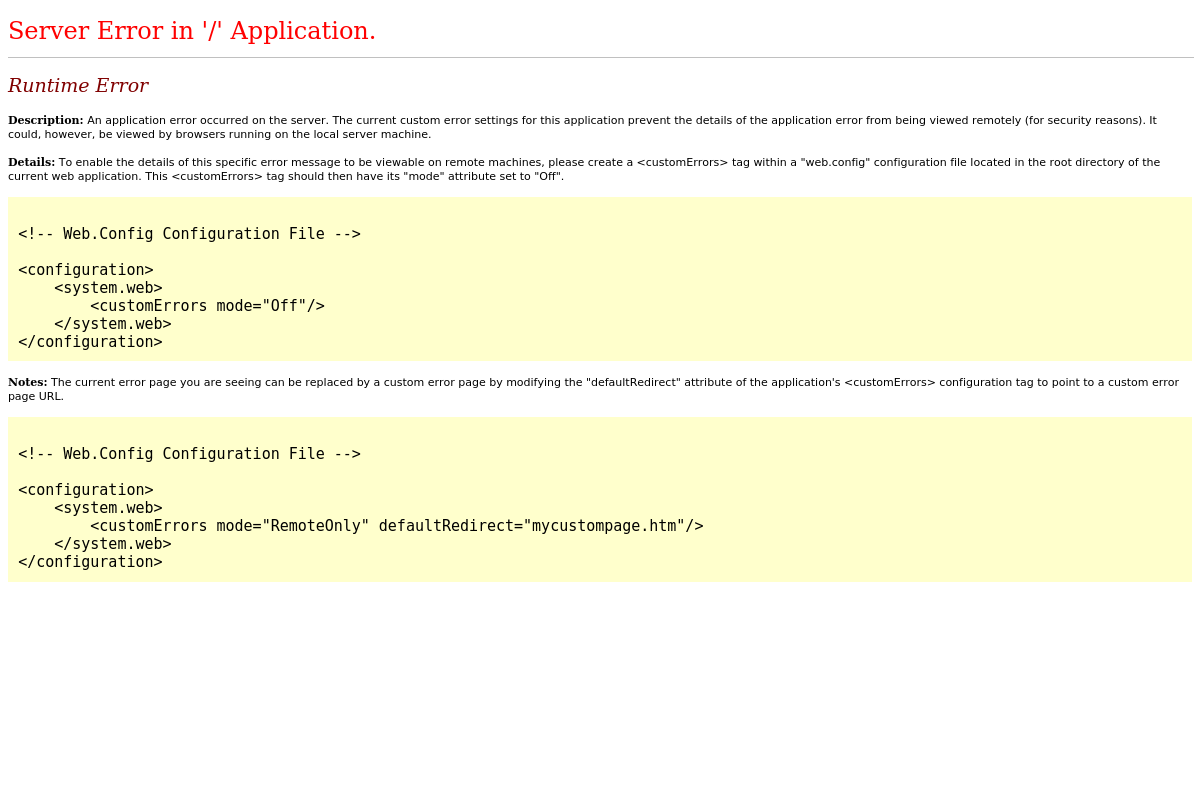 Server Error in '/' Application.
Runtime Error
Description: An application error occurred on the server. The current custom error settings for this application prevent the details of the application error from being viewed remotely (for security reasons). It
could, however, be viewed by browsers running on the local server machine.
Details: To enable the details of this specific error message to be viewable on remote machines, please create a <customErrors> tag within a "web.config" configuration file located in the root directory of the
current web application. This <customErrors> tag should then have its "mode" attribute set to "Off".
<!-- Web.Config Configuration File -->
<configuration>
    <system.web>
        <customErrors mode="Off"/>
    </system.web>
</configuration>
Notes: The current error page you are seeing can be replaced by a custom error page by modifying the "defaultRedirect" attribute of the application's <customErrors> configuration tag to point to a custom error
page URL.
<!-- Web.Config Configuration File -->
<configuration>
    <system.web>
        <customErrors mode="RemoteOnly" defaultRedirect="mycustompage.htm"/>
    </system.web>
</configuration>